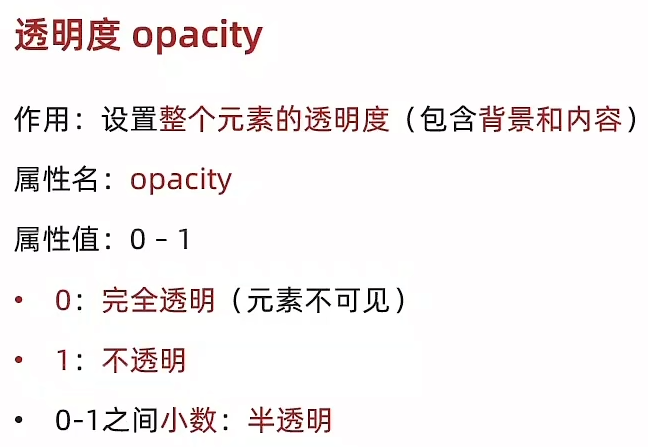 透明度 opacity
作用：设置整个元素的透明度（包含背景和内容）
属性名：opacity
属性值：0 – 1
• 0：完全透明（元素不可见）
• 1：不透明
• 0-1之间小数：半透明